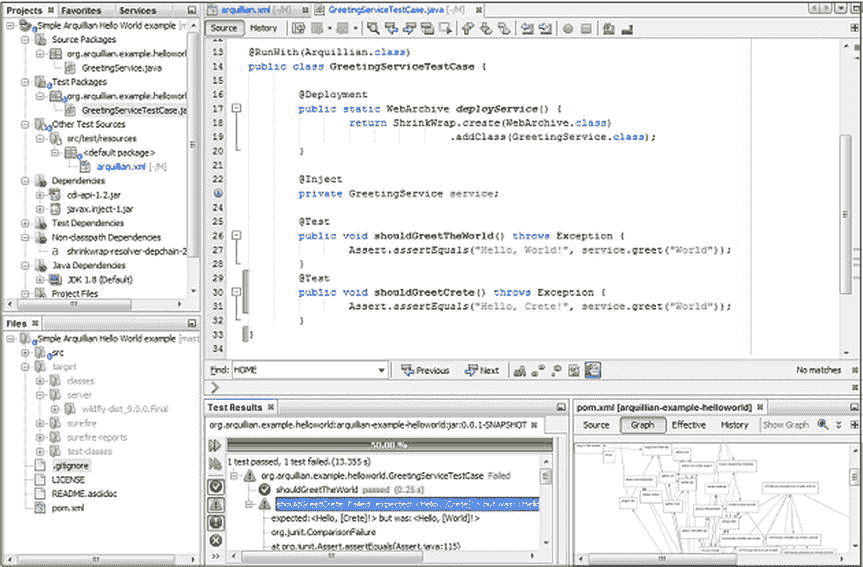 Projects Favorites Services
Simple Arquillian Hello World example
Source Packages
org.arquillian.example.hellowor
GreetingService.java
Test Packages
org.arquillian.example.hellowor
GreetingServiceTestCase.ja
Other Test Sources
src/test/resources
<default package>
arquillian.xml [-/M]
Dependencies
cdi-api-1.2.jar
javax.inject-1.jar
Test Dependencies
Non-classpath Dependencies
shrinkwrap-resolver-depchain-2
Java Dependencies
JDK 1.8 (Default)
Project Files
arquillian.xml [-/M] GreetingServiceTestCase.java [-/M]
Source History
13 @RunWith(Arquillian.class)
14 public class GreetingServiceTestCase {
15
16 @Deployment
17 public static WebArchive deployService() {
18 return ShrinkWrap.create(WebArchive.class)
19 .addClass(GreetingService.class);
20 }
21
22 @Inject
private GreetingService service;
24
25 @Test
26 public void shouldGreetTheWorld() throws Exception {
27 Assert.assertEquals("Hello, World!", service.greet("World"));
28 }
29 @Test
30 public void shouldGreetCrete() throws Exception {
31 Assert.assertEquals("Hello, Crete!", service.greet("World"));
32 }
33 }
34
Find: HOME Previous Next No matches
Files
Simple Arquillian Hello World example [mast
src
target
classes
server
wildfly-dist_9.0.0.Final
surefire
surefire-reports
test-classes
.gitignore
LICENSE
README.asciidoc
pom.xml
Test Results
org.arquillian.example.helloworld:arquillian-example-helloworld:jar:0.0.1-SNAPSHOT
50.00 %
1 test passed, 1 test failed. (13.355 s)
org.arquillian.example.helloworld.GreetingServiceTestCase Failed
shouldGreetTheWorld passed (0.25 s)
shouldGreetCrete Failed: expected:<Hello, [Crete]!> but was:<Hello,
expected:<Hello, [Crete]!> but was:<Hello, [World]!>
org.junit.ComparisonFailure
at org.junit.Assert.assertEquals(Assert.java:115)
pom.xml [arquillian-example-helloworld]
Source Graph Effective History Show Graph